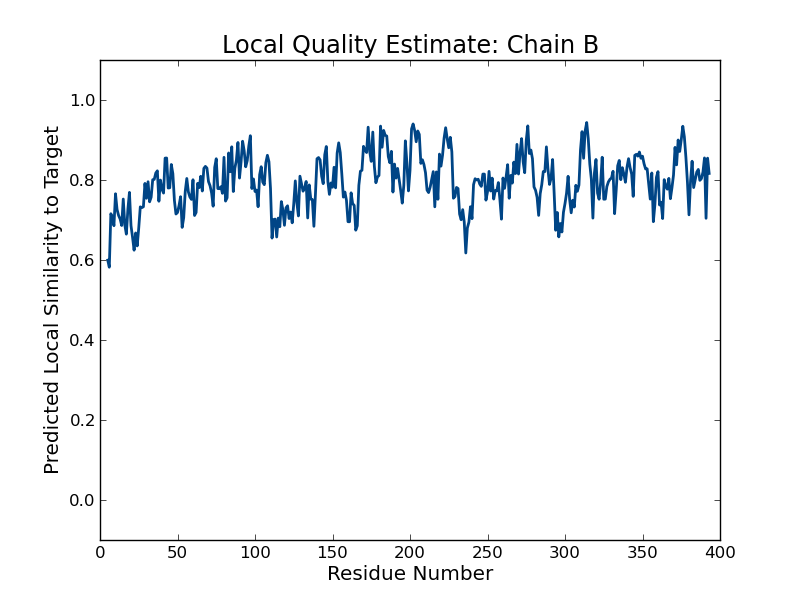 Local Quality Estimate: Chain B
Predicted Local Similarity to Target
1.0
0.8
0.6
0.4
0.2
0.0
0 50 100 150 200 250 300 350 400
Residue Number